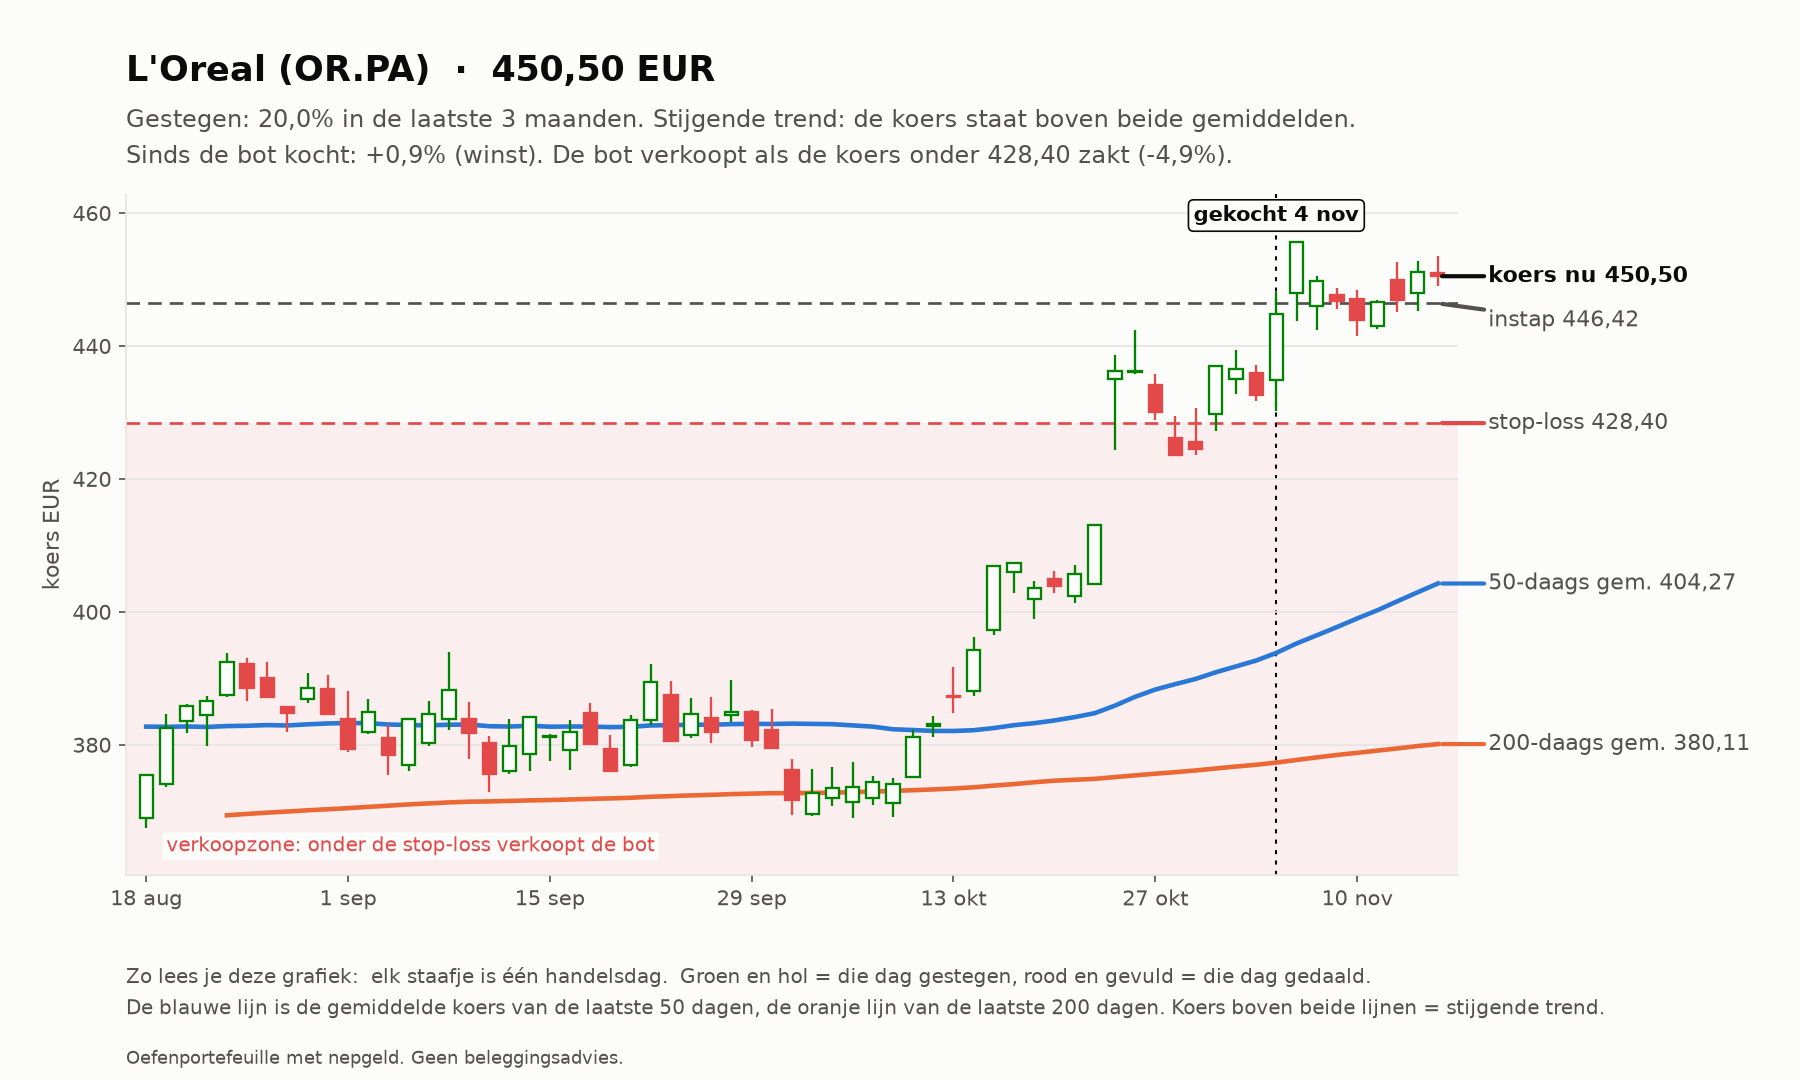 L'Oreal (OR.PA)  ·  450,50 EUR
Gestegen: 20,0% in de laatste 3 maanden. Stijgende trend: de koers staat boven beide gemiddelden.
Sinds de bot kocht: +0,9% (winst). De bot verkoopt als de koers onder 428,40 zakt (-4,9%).
gekocht 4 nov
460
440
420
400
380
koers EUR
koers nu 450,50
instap 446,42
stop-loss 428,40
50-daags gem. 404,27
200-daags gem. 380,11
verkoopzone: onder de stop-loss verkoopt de bot
18 aug
1 sep
15 sep
29 sep
13 okt
27 okt
10 nov
Zo lees je deze grafiek:  elk staafje is één handelsdag.  Groen en hol = die dag gestegen, rood en gevuld = die dag gedaald.
De blauwe lijn is de gemiddelde koers van de laatste 50 dagen, de oranje lijn van de laatste 200 dagen. Koers boven beide lijnen = stijgende trend.
Oefenportefeuille met nepgeld. Geen beleggingsadvies.